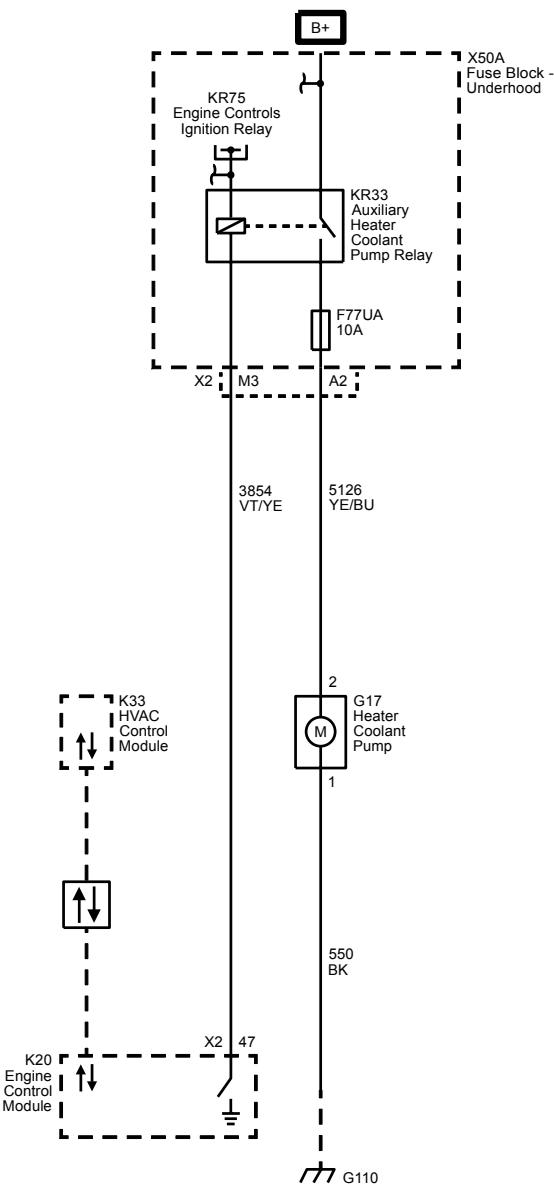 B+
X50A
Fuse Block -
Underhood
KR75
Engine Controls
Ignition Relay
KR33
Auxiliary
Heater
Coolant
Pump Relay
F77UA
10A
X2 M3 A2
3854
VT/YE
5126
YE/BU
2
K33
HVAC
Control
Module
G17
Heater
Coolant
Pump
M
1
550
BK
X2 47
K20
Engine
Control
Module
G110